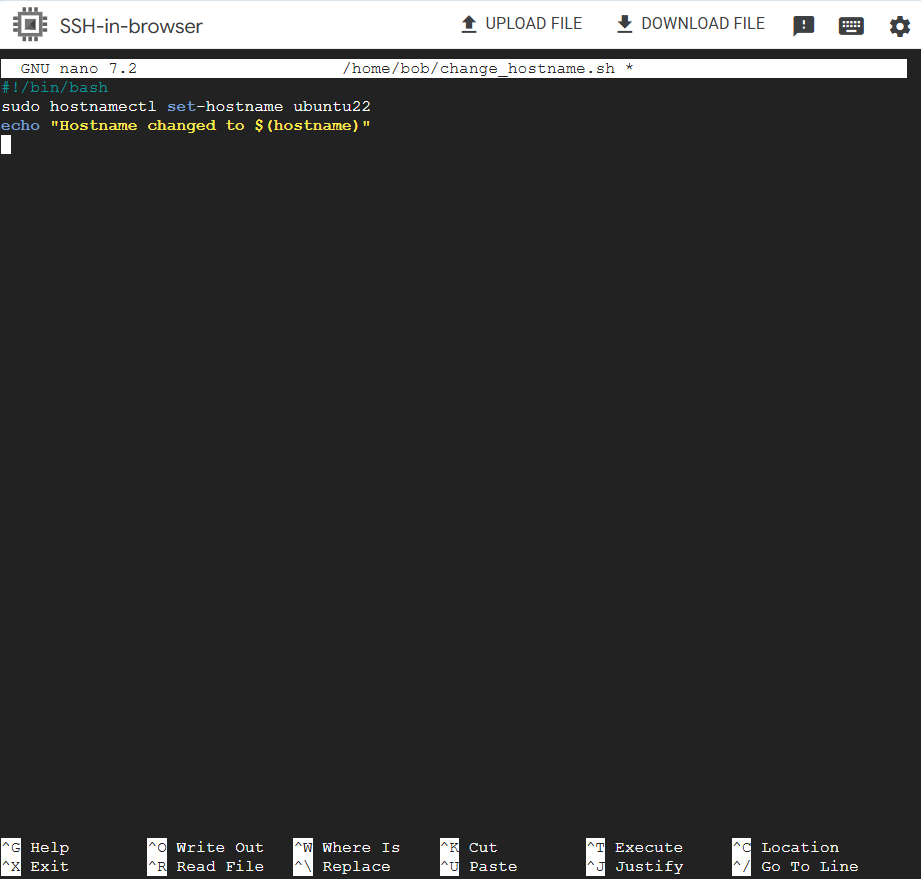 SSH-in-browser UPLOAD FILE DOWNLOAD FILE
GNU nano 7.2 /home/bob/change_hostname.sh *
#!/bin/bash
sudo hostnamectl set-hostname ubuntu22
echo "Hostname changed to $(hostname)"
^G Help ^O Write Out ^W Where Is ^K Cut ^T Execute ^C Location
^X Exit ^R Read File ^\ Replace ^U Paste ^J Justify ^/ Go To Line